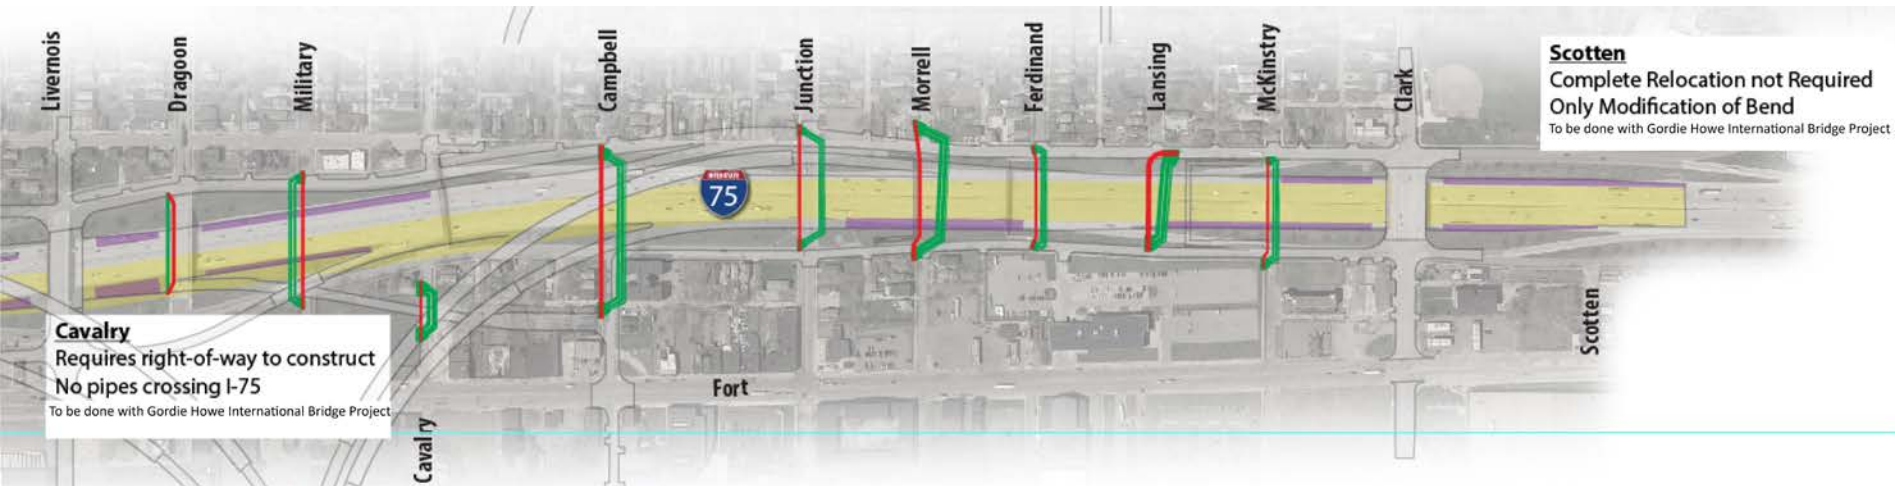 Livernois
Dragoon
Military
Campbell
Junction
Morrell
Ferdinand
Lansing
McKinstry
Clark
Scotten
Complete Relocation not Required
Only Modification of Bend
To be done with Gordie Howe International Bridge Project
INTERSTATE
75
Cavalry
Requires right-of-way to construct
No pipes crossing I-75
To be done with Gordie Howe International Bridge Project
Fort
Scotten
Cavalry